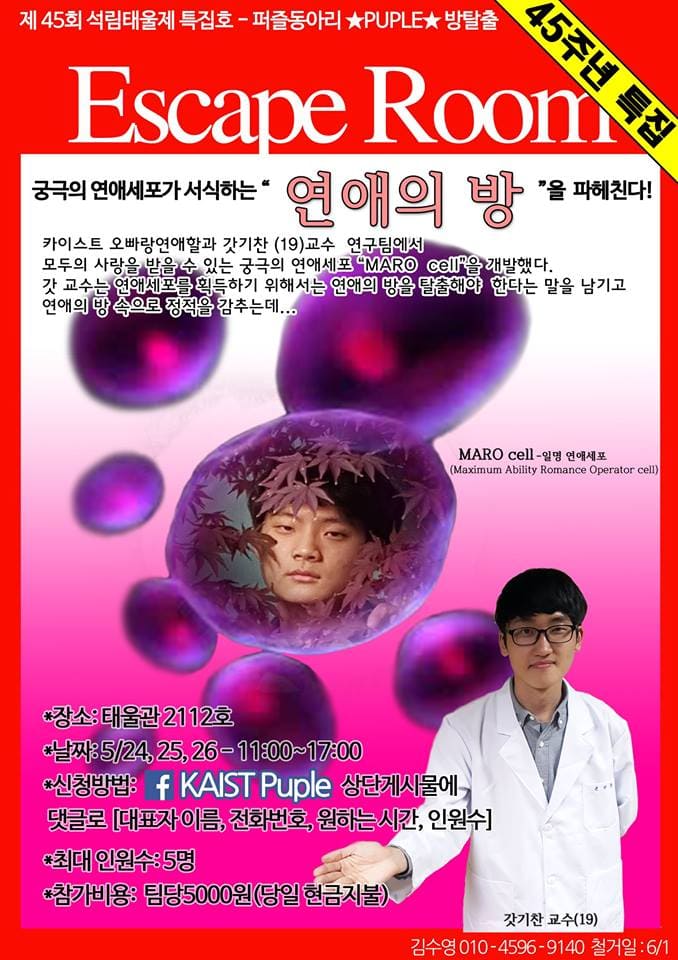 제 45회 석림태울제 특집호 - 퍼즐동아리 ★PUPLE★ 방탈출
45주년 특집
Escape Room
궁극의 연애세포가 서식하는 “ 연애의 방 ”을 파헤친다!
카이스트 오빠랑연애할과 갓기찬 (19)교수 연구팀에서
모두의 사랑을 받을 수 있는 궁극의 연애세포 “MARO cell”을 개발했다.
갓 교수는 연애세포를 획득하기 위해서는 연애의 방을 탈출해야 한다는 말을 남기고
연애의 방 속으로 정적을 감추는데...
MARO cell -일명 연애세포
(Maximum Ability Romance Operator cell)
*장소: 태울관 2112호
*날짜: 5/24, 25, 26 - 11:00~17:00
*신청방법: f KAIST Puple 상단게시물에
댓글로 [대표자 이름, 전화번호, 원하는 시간, 인원수]
*최대 인원수: 5명
*참가비용: 팀당5000원(당일 현금지불)
갓기찬 교수(19)
김수영 010 - 4596 - 9140 철거일 : 6/1